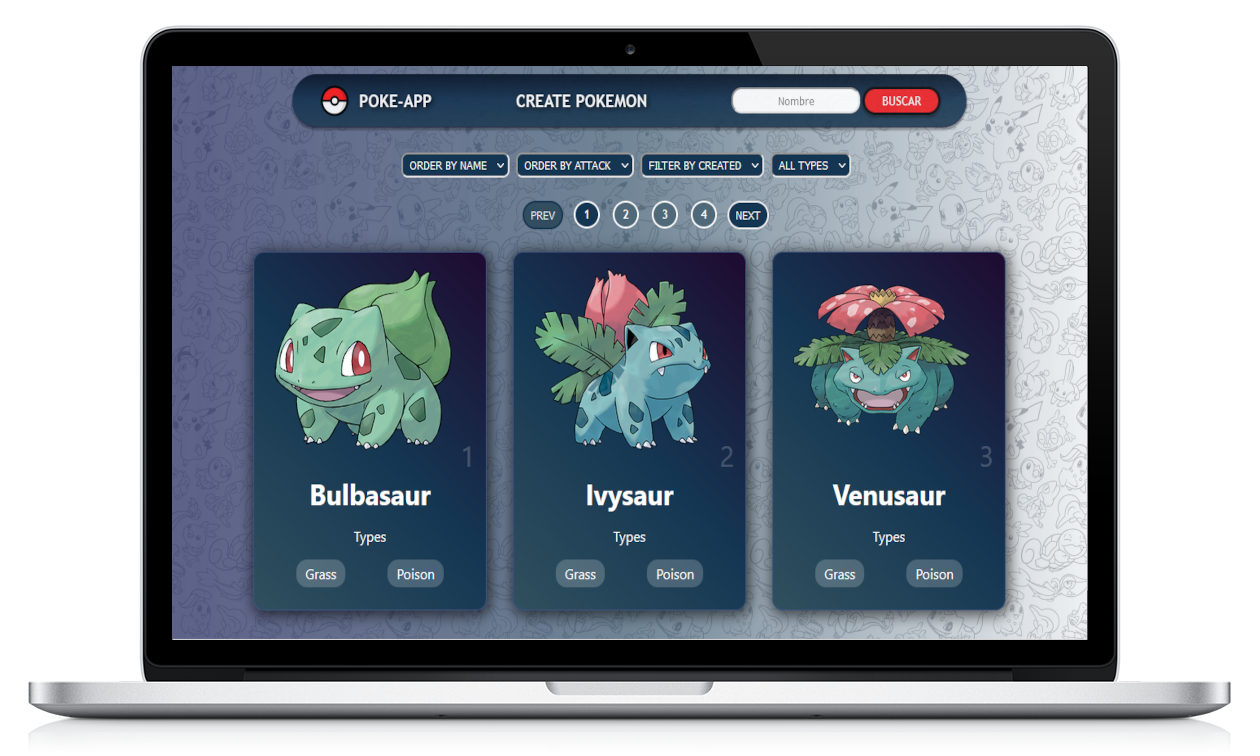 POKE-APP CREATE POKEMON Nombre BUSCAR
ORDER BY NAME ORDER BY ATTACK FILTER BY CREATED ALL TYPES
PREV 1 2 3 4 NEXT
1 2 3
Bulbasaur Ivysaur Venusaur
Types Types Types
Grass Poison Grass Poison Grass Poison